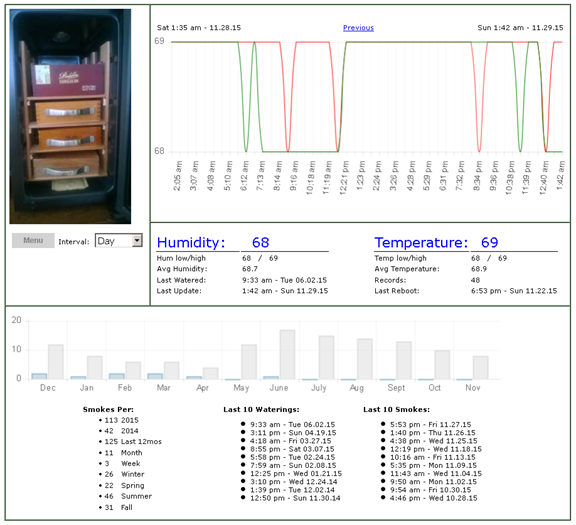 Sat 1:35 am - 11.28.15 Previous Sun 1:42 am - 11.29.15
69
68
2:05 am 3:07 am 4:08 am 5:10 am 6:12 am 7:13 am 8:14 am 9:16 am 10:18 am 11:19 am 12:21 pm 1:22 pm 2:24 pm 3:26 pm 4:28 pm 5:29 pm 6:31 pm 7:32 pm 8:34 pm 9:36 pm 10:38 pm 11:39 pm 12:40 am 1:42 am
Menu Interval: Day
Humidity: 68
Hum low/high 68 / 69
Avg Humidity: 68.7
Last Watered: 9:33 am - Tue 06.02.15
Last Update: 1:42 am - Sun 11.29.15
Temperature: 69
Temp low/high 68 / 69
Avg Temperature: 68.9
Records: 48
Last Reboot: 6:53 pm - Sun 11.22.15
20
10
0
Dec Jan Feb Mar Apr May June July Aug Sept Oct Nov
Smokes Per:
113 2015
42 2014
125 Last 12mos
11 Month
3 Week
26 Winter
22 Spring
46 Summer
31 Fall
Last 10 Waterings:
9:33 am - Tue 06.02.15
3:11 pm - Sun 04.19.15
4:18 am - Fri 03.27.15
8:55 pm - Sat 03.07.15
5:58 pm - Tue 02.24.15
7:59 am - Sun 02.08.15
12:25 pm - Wed 01.21.15
3:10 pm - Wed 12.24.14
1:39 pm - Tue 12.02.14
12:50 pm - Sun 11.30.14
Last 10 Smokes:
5:53 pm - Fri 11.27.15
1:40 pm - Thu 11.26.15
4:38 pm - Wed 11.25.15
12:19 pm - Wed 11.18.15
10:16 am - Fri 11.13.15
5:35 pm - Mon 11.09.15
11:43 am - Wed 11.04.15
9:50 am - Mon 11.02.15
9:54 am - Fri 10.30.15
4:46 pm - Wed 10.28.15